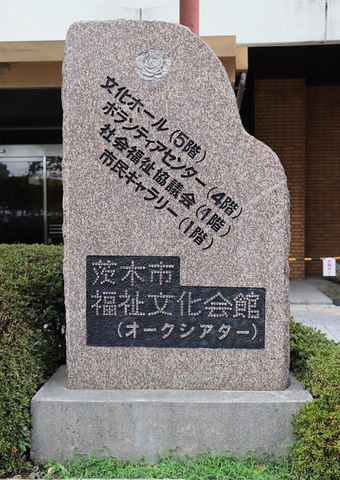 文化ホール(5階)
ボランティアセンター(4階)
社会福祉協議会(1階)
市民ギャラリー(1階)
茨木市
福祉文化会館
(オークシアター)